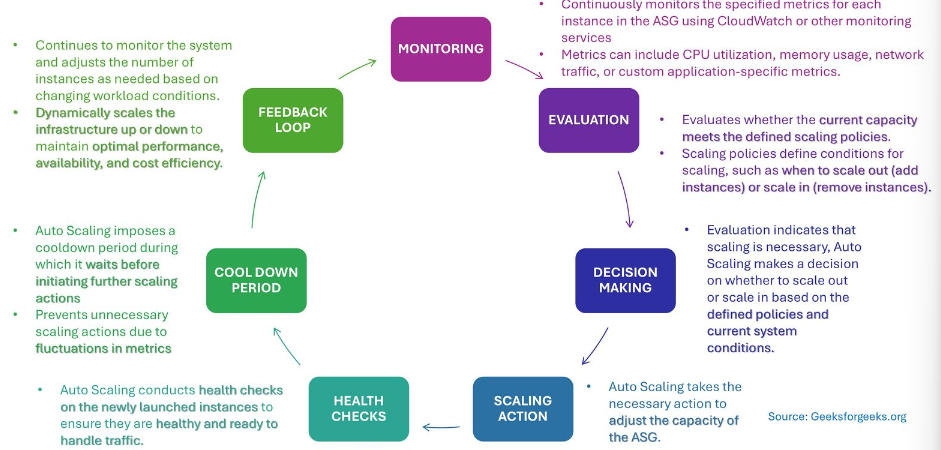 • Continuously monitors the specified metrics for each
instance in the ASG using CloudWatch or other monitoring
services
• Metrics can include CPU utilization, memory usage, network
traffic, or custom application-specific metrics.
MONITORING
EVALUATION
• Evaluates whether the current capacity
meets the defined scaling policies.
• Scaling policies define conditions for
scaling, such as when to scale out (add
instances) or scale in (remove instances).
DECISION
MAKING
• Evaluation indicates that
scaling is necessary, Auto
Scaling makes a decision
on whether to scale out
or scale in based on the
defined policies and
current system
conditions.
SCALING
ACTION
• Auto Scaling takes the
necessary action to
adjust the capacity of
the ASG.
Source: Geeksforgeeks.org
HEALTH
CHECKS
• Auto Scaling conducts health checks
on the newly launched instances to
ensure they are healthy and ready to
handle traffic.
COOL DOWN
PERIOD
• Auto Scaling imposes a
cooldown period during
which it waits before
initiating further scaling
actions
• Prevents unnecessary
scaling actions due to
fluctuations in metrics
FEEDBACK
LOOP
• Continues to monitor the system
and adjusts the number of
instances as needed based on
changing workload conditions.
• Dynamically scales the
infrastructure up or down to
maintain optimal performance,
availability, and cost efficiency.